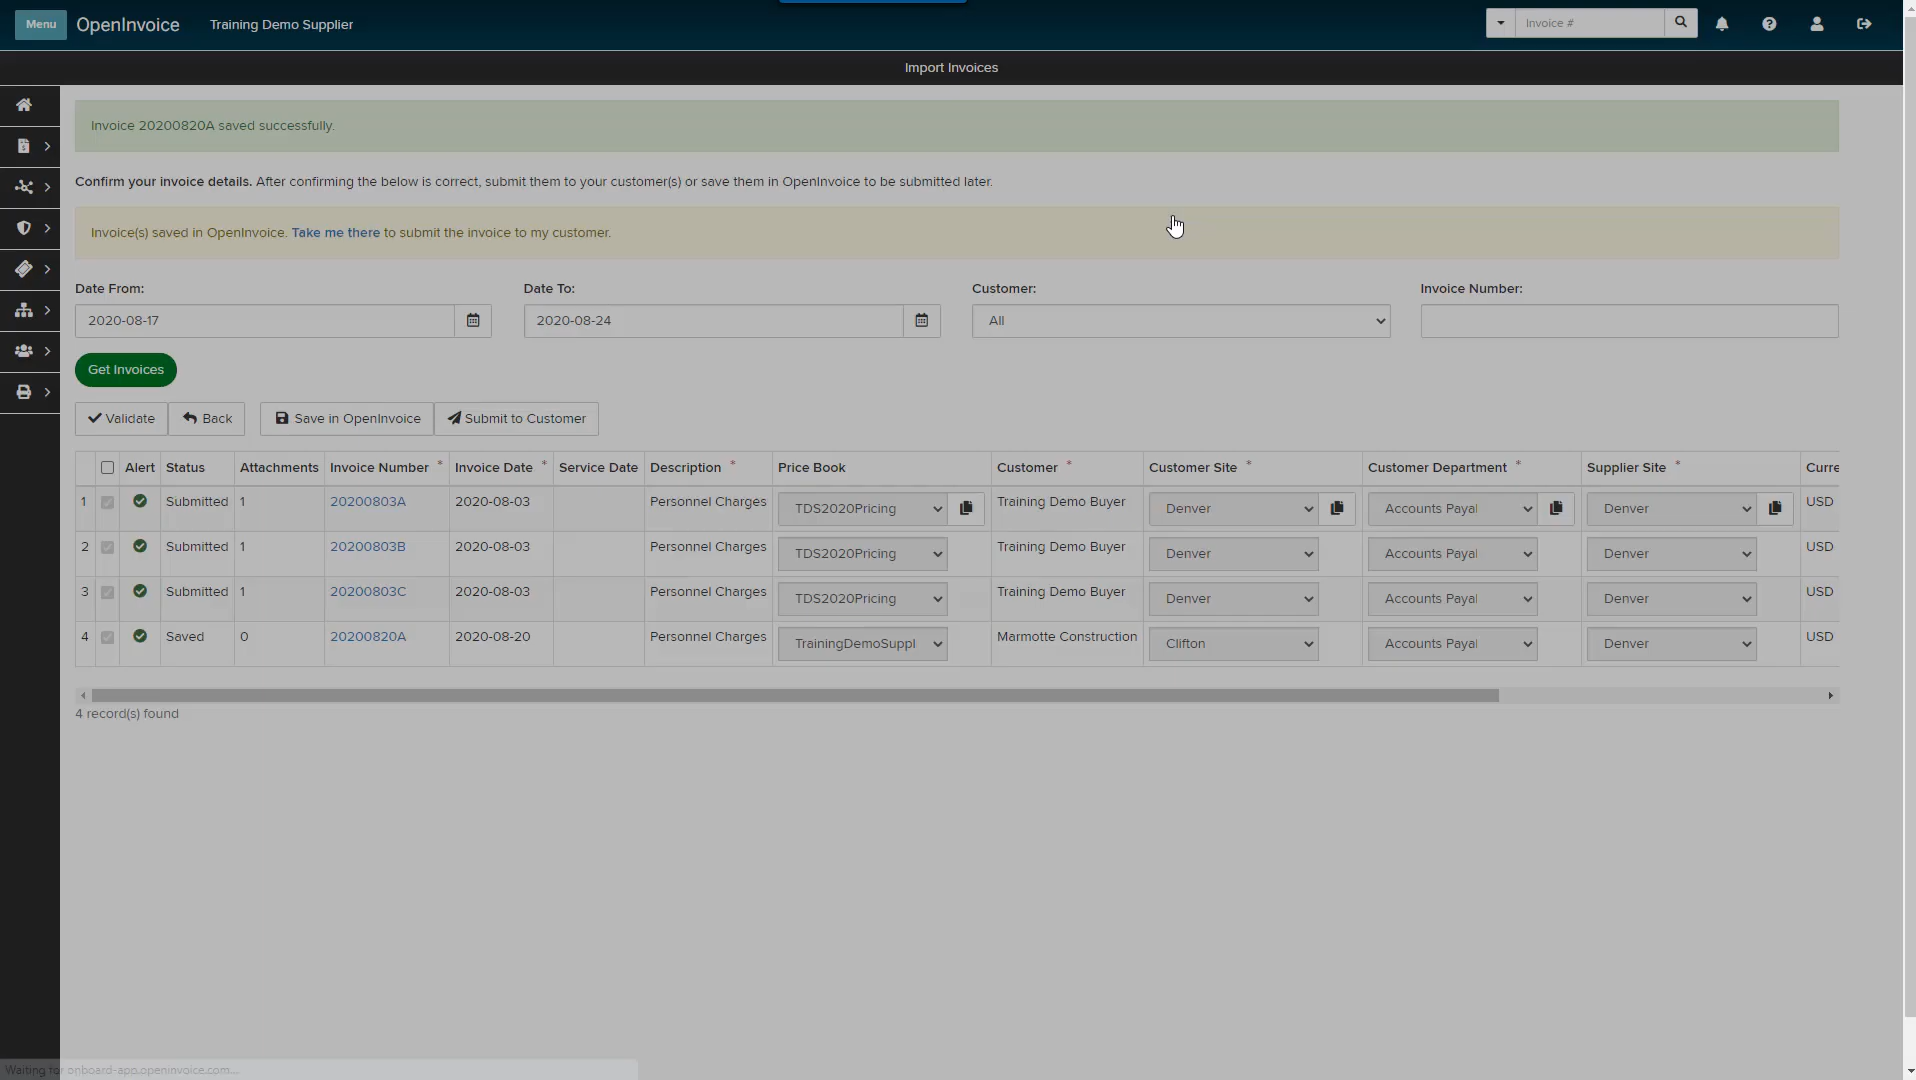 Menu OpenInvoice Training Demo Supplier Invoice #
Import Invoices
Invoice 20200820A saved successfully.
Confirm your invoice details. After confirming the below is correct, submit them to your customer(s) or save them in OpenInvoice to be submitted later.
Invoice(s) saved in OpenInvoice. Take me there to submit the invoice to my customer.
Date From: Date To: Customer: Invoice Number:
2020-08-17 2020-08-24 All
Get Invoices
Validate Back Save in OpenInvoice Submit to Customer
Alert Status Attachments Invoice Number * Invoice Date * Service Date Description * Price Book Customer * Customer Site * Customer Department * Supplier Site * Curre
1 Submitted 1 20200803A 2020-08-03 Personnel Charges TDS2020Pricing Training Demo Buyer Denver Accounts Payal Denver USD
2 Submitted 1 20200803B 2020-08-03 Personnel Charges TDS2020Pricing Training Demo Buyer Denver Accounts Payal Denver USD
3 Submitted 1 20200803C 2020-08-03 Personnel Charges TDS2020Pricing Training Demo Buyer Denver Accounts Payal Denver USD
4 Saved 0 20200820A 2020-08-20 Personnel Charges TrainingDemoSuppl Marmotte Construction Clifton Accounts Payal Denver USD
4 record(s) found
Waiting for onboard-app.openinvoice.com...